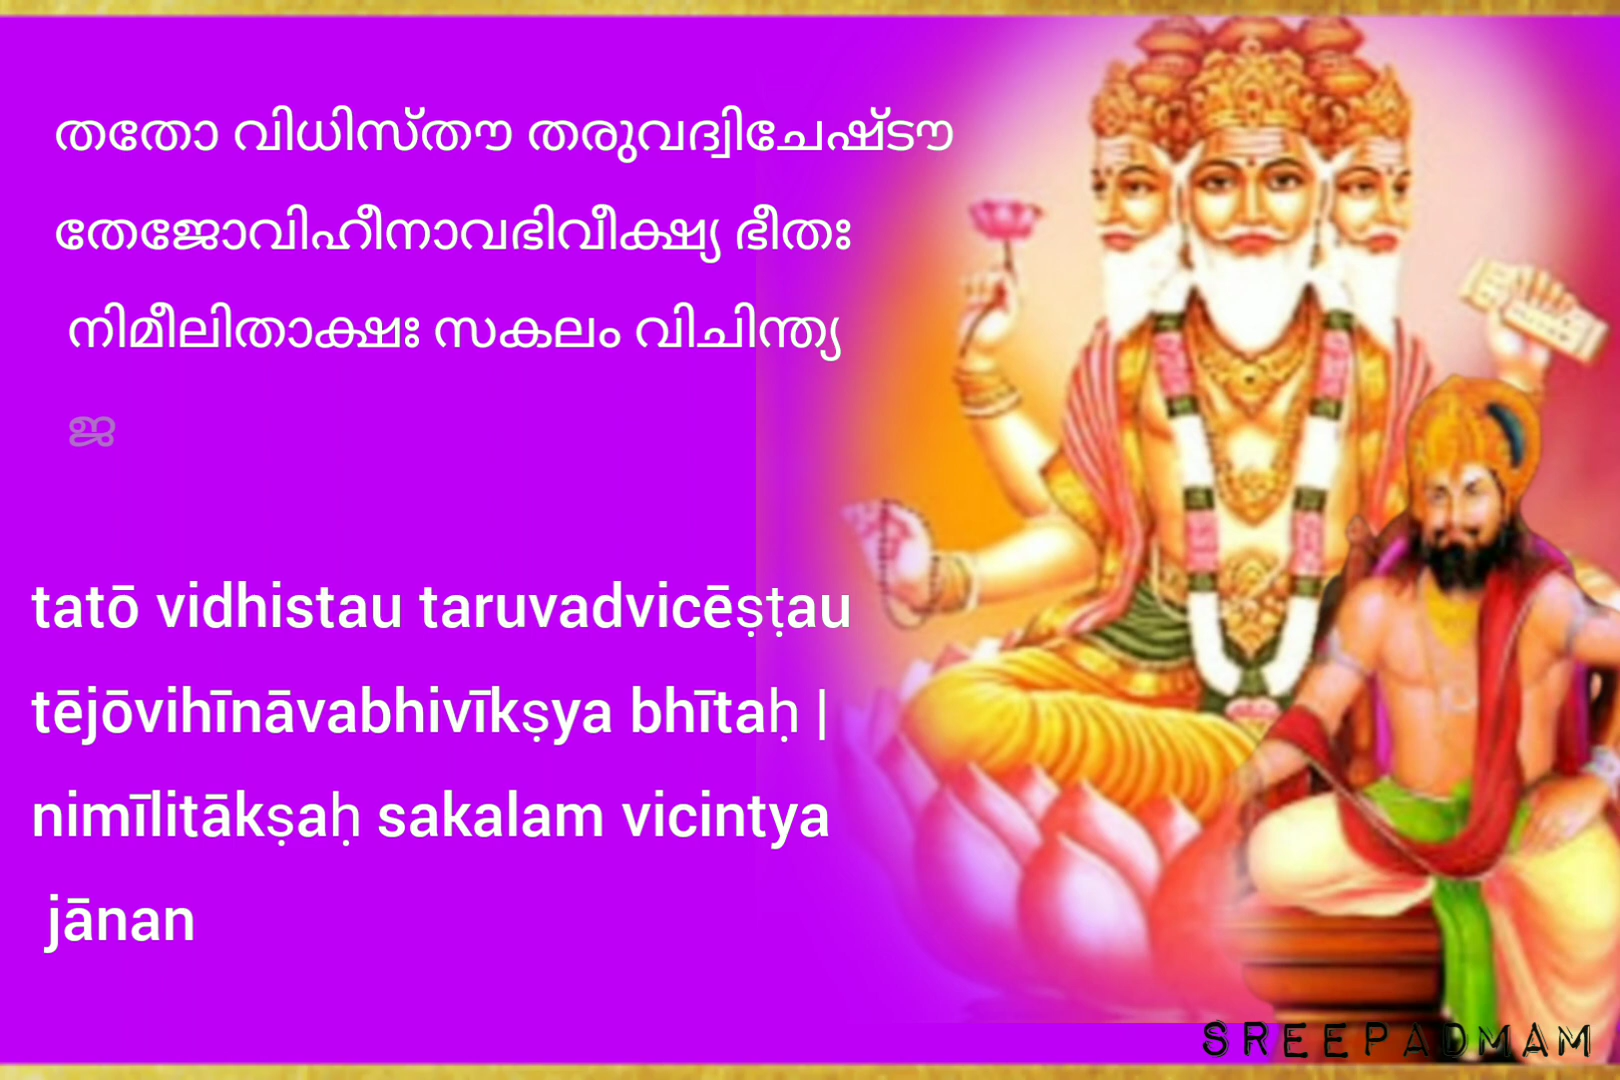 തതോ വിധിസ്തൗ തരുവദ്വിചേഷ്ടൗ
തേജോവിഹീനാവഭിവീക്ഷ്യ ഭീതഃ
നിമീലിതാക്ഷഃ സകലം വിചിന്ത്യ
ജ
tatō vidhistau taruvadvicēṣṭau
tējōvihīnāvabhivīkṣya bhītaḥ |
nimīlitākṣaḥ sakalam vicintya
jānan
SREEPADMAM